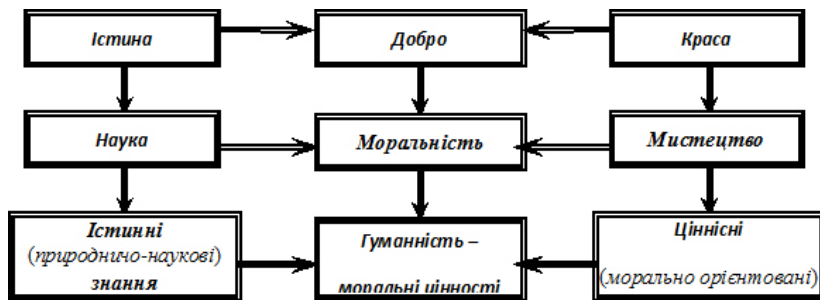 Істина
Добро
Краса
Наука
Моральність
Мистецтво
Істинні
(природничо-наукові)
знання
Гуманність –
моральні цінності
Ціннісні
(морально орієнтовані)